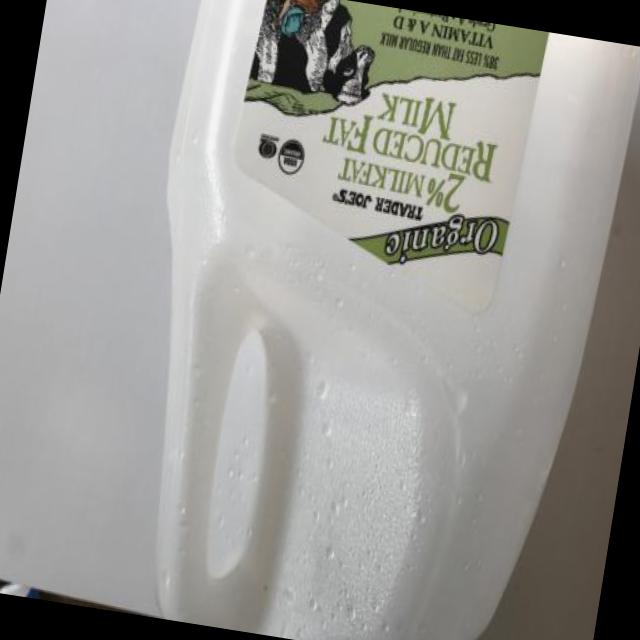 Organic
TRADER JOE'S
2% MILKFAT
REDUCED FAT
MILK
38% LESS FAT THAN REGULAR MILK
VITAMIN A & D